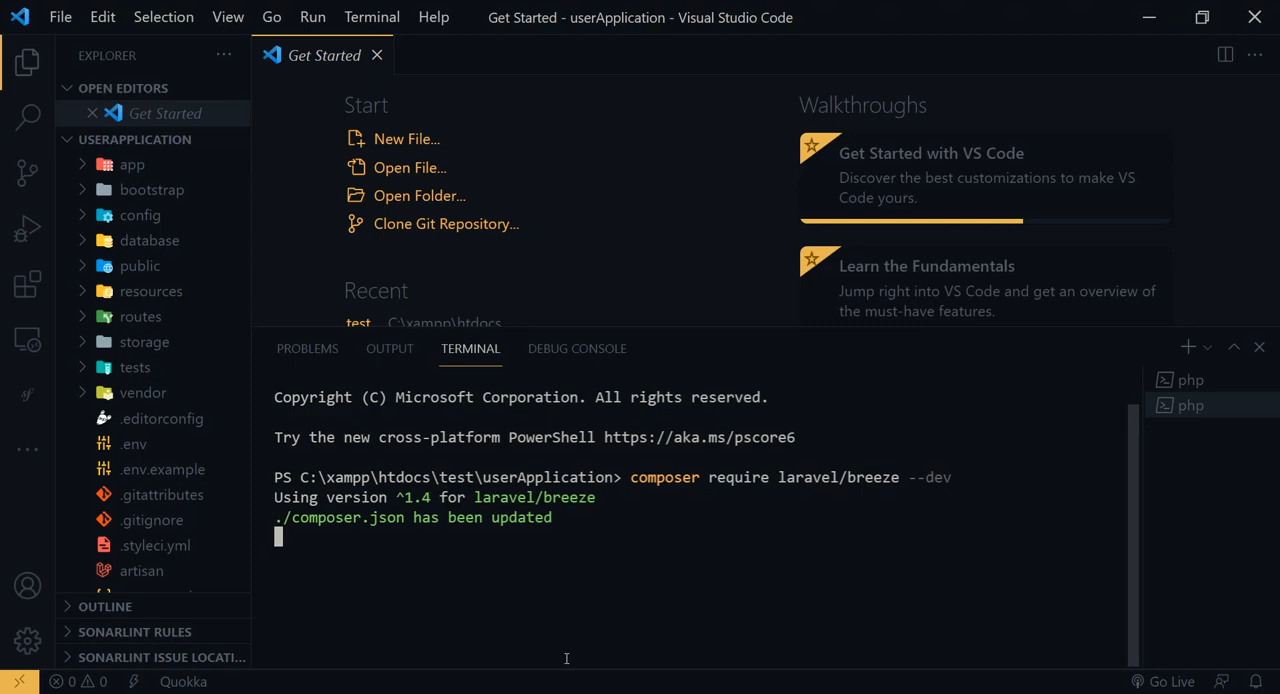 File Edit Selection View Go Run Terminal Help Get Started - userApplication - Visual Studio Code
EXPLORER
Get Started
OPEN EDITORS
Get Started
USERAPPLICATION
app
bootstrap
config
database
public
resources
routes
storage
tests
vendor
.editorconfig
.env
.env.example
.gitattributes
.gitignore
.styleci.yml
artisan
OUTLINE
SONARLINT RULES
SONARLINT ISSUE LOCATI...
Start
New File...
Open File...
Open Folder...
Clone Git Repository...
Recent
test C:\xampp\htdocs
Walkthroughs
Get Started with VS Code
Discover the best customizations to make VS
Code yours.
Learn the Fundamentals
Jump right into VS Code and get an overview of
the must-have features.
PROBLEMS OUTPUT TERMINAL DEBUG CONSOLE
Copyright (C) Microsoft Corporation. All rights reserved.
Try the new cross-platform PowerShell https://aka.ms/pscore6
PS C:\xampp\htdocs\test\userApplication> composer require laravel/breeze --dev
Using version ^1.4 for laravel/breeze
./composer.json has been updated
php
php
0 0 Quokka Go Live